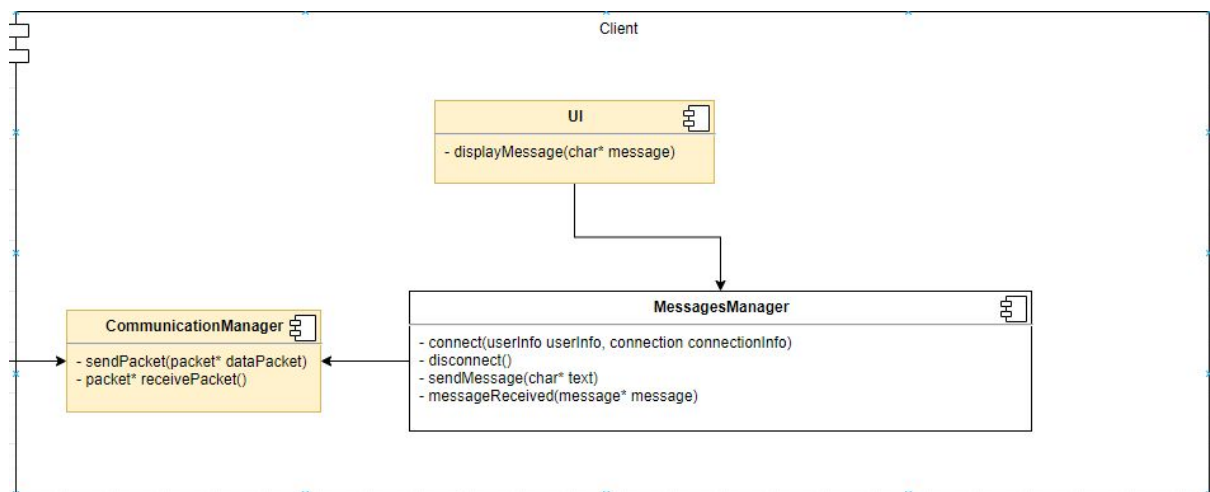 Client
UI
- displayMessage(char* message)
MessagesManager
- connect(userInfo userInfo, connection connectionInfo)
- disconnect()
- sendMessage(char* text)
- messageReceived(message* message)
CommunicationManager
- sendPacket(packet* dataPacket)
- packet* receivePacket()